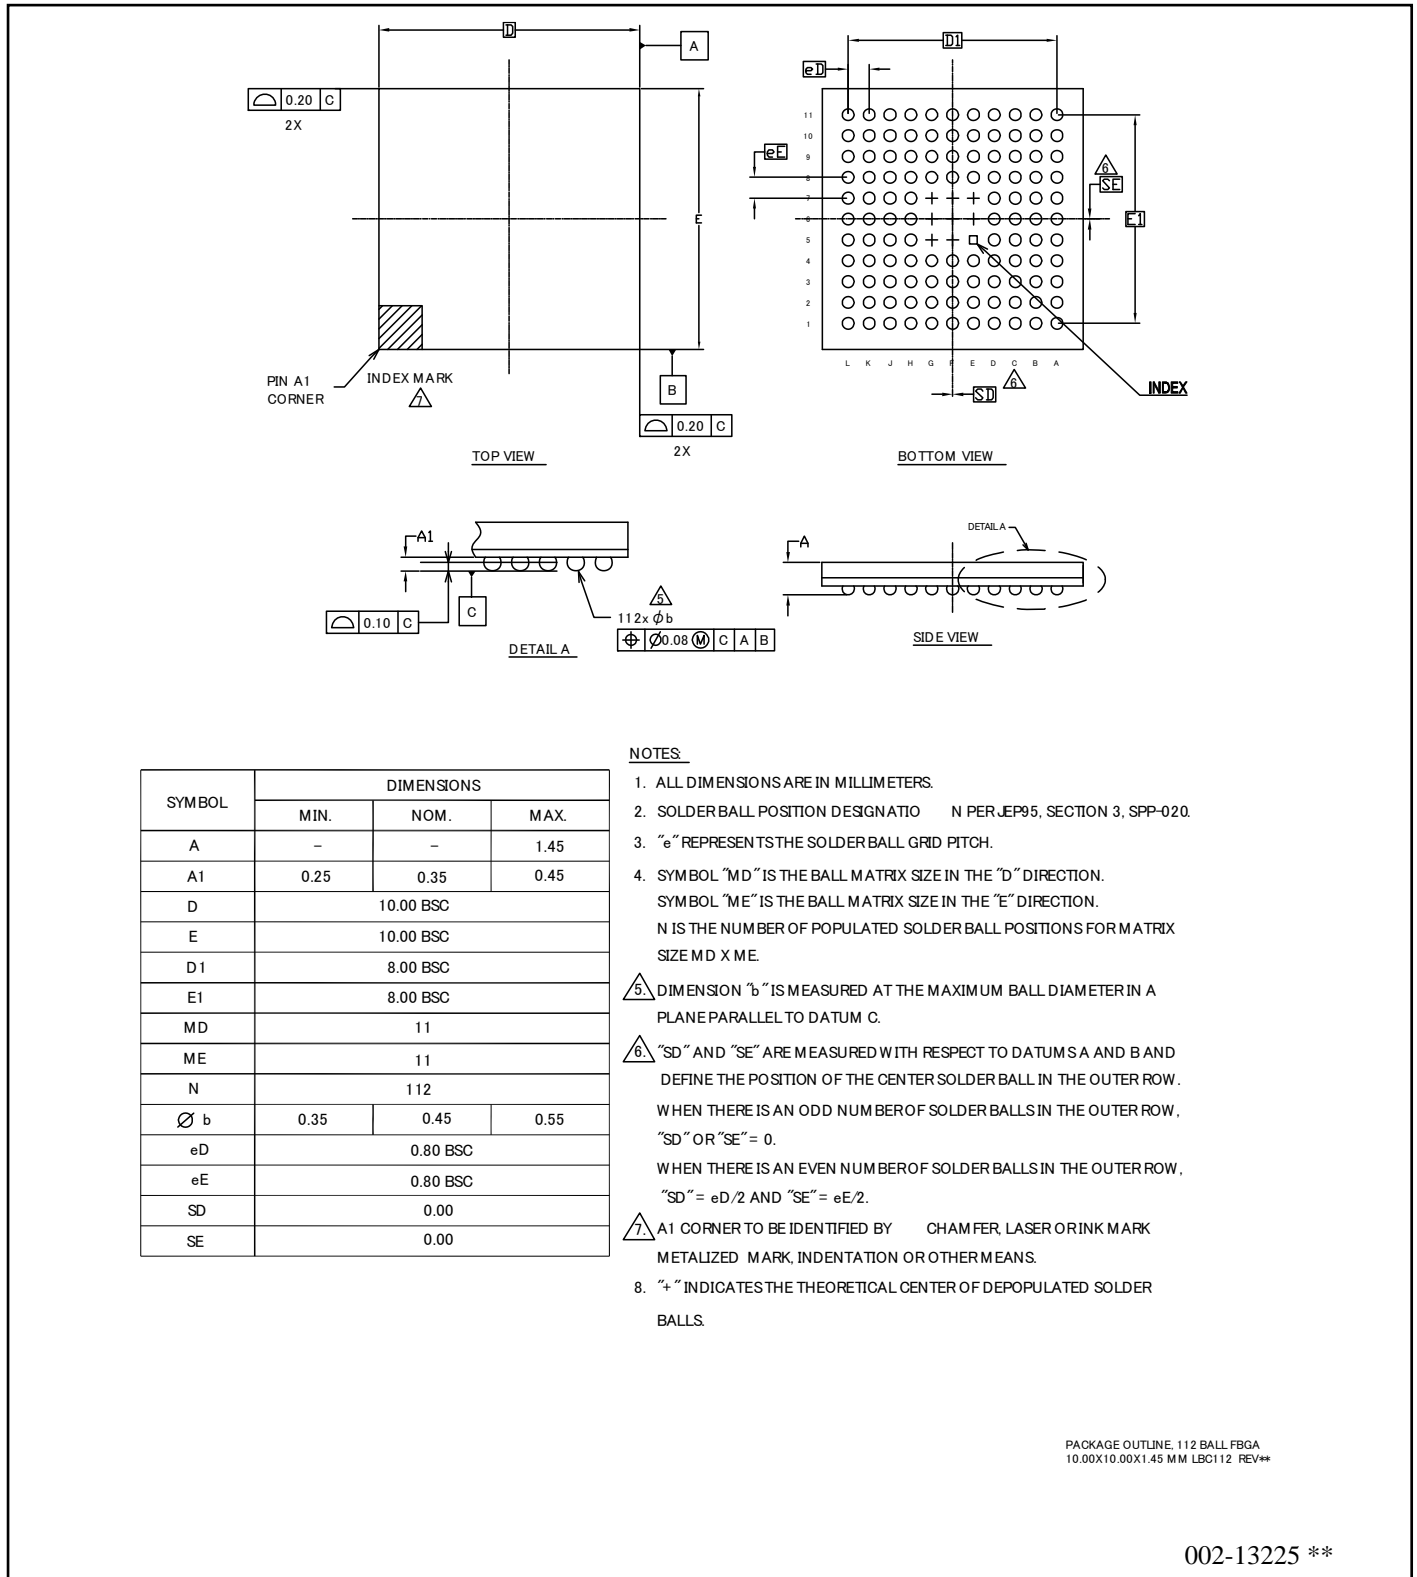 D
A
0.20 C
2X
E
PIN A1
CORNER
INDEX MARK
7
B
0.20 C
2X
TOP VIEW
D1
eD
eE
11
10
9
8
7
6
5
4
3
2
1
6
SE
E1
L K J H G F E D C B A
6
SD
INDEX
BOTTOM VIEW
A1
0.10 C
C
5
112x ϕb
⌀0.08 Ⓜ C A B
DETAIL A
DETAIL A
A
SIDE VIEW
SYMBOL DIMENSIONS
MIN. NOM. MAX.
A – – 1.45
A1 0.25 0.35 0.45
D 10.00 BSC
E 10.00 BSC
D1 8.00 BSC
E1 8.00 BSC
MD 11
ME 11
N 112
⌀ b 0.35 0.45 0.55
eD 0.80 BSC
eE 0.80 BSC
SD 0.00
SE 0.00
NOTES:
1. ALL DIMENSIONS ARE IN MILLIMETERS.
2. SOLDER BALL POSITION DESIGNATIO N PER JEP95, SECTION 3, SPP-020.
3. "e" REPRESENTS THE SOLDER BALL GRID PITCH.
4. SYMBOL "MD" IS THE BALL MATRIX SIZE IN THE "D" DIRECTION.
SYMBOL "ME" IS THE BALL MATRIX SIZE IN THE "E" DIRECTION.
N IS THE NUMBER OF POPULATED SOLDER BALL POSITIONS FOR MATRIX
SIZE MD X ME.
5. DIMENSION "b" IS MEASURED AT THE MAXIMUM BALL DIAMETER IN A
PLANE PARALLEL TO DATUM C.
6. "SD" AND "SE" ARE MEASURED WITH RESPECT TO DATUMS A AND B AND
DEFINE THE POSITION OF THE CENTER SOLDER BALL IN THE OUTER ROW.
WHEN THERE IS AN ODD NUMBER OF SOLDER BALLS IN THE OUTER ROW,
"SD" OR "SE" = 0.
WHEN THERE IS AN EVEN NUMBER OF SOLDER BALLS IN THE OUTER ROW,
"SD" = eD/2 AND "SE" = eE/2.
7. A1 CORNER TO BE IDENTIFIED BY CHAMFER, LASER OR INK MARK
METALIZED MARK, INDENTATION OR OTHER MEANS.
8. "+" INDICATES THE THEORETICAL CENTER OF DEPOPULATED SOLDER
BALLS.
PACKAGE OUTLINE, 112 BALL FBGA
10.00X10.00X1.45 MM LBC112 REV**
002-13225 **